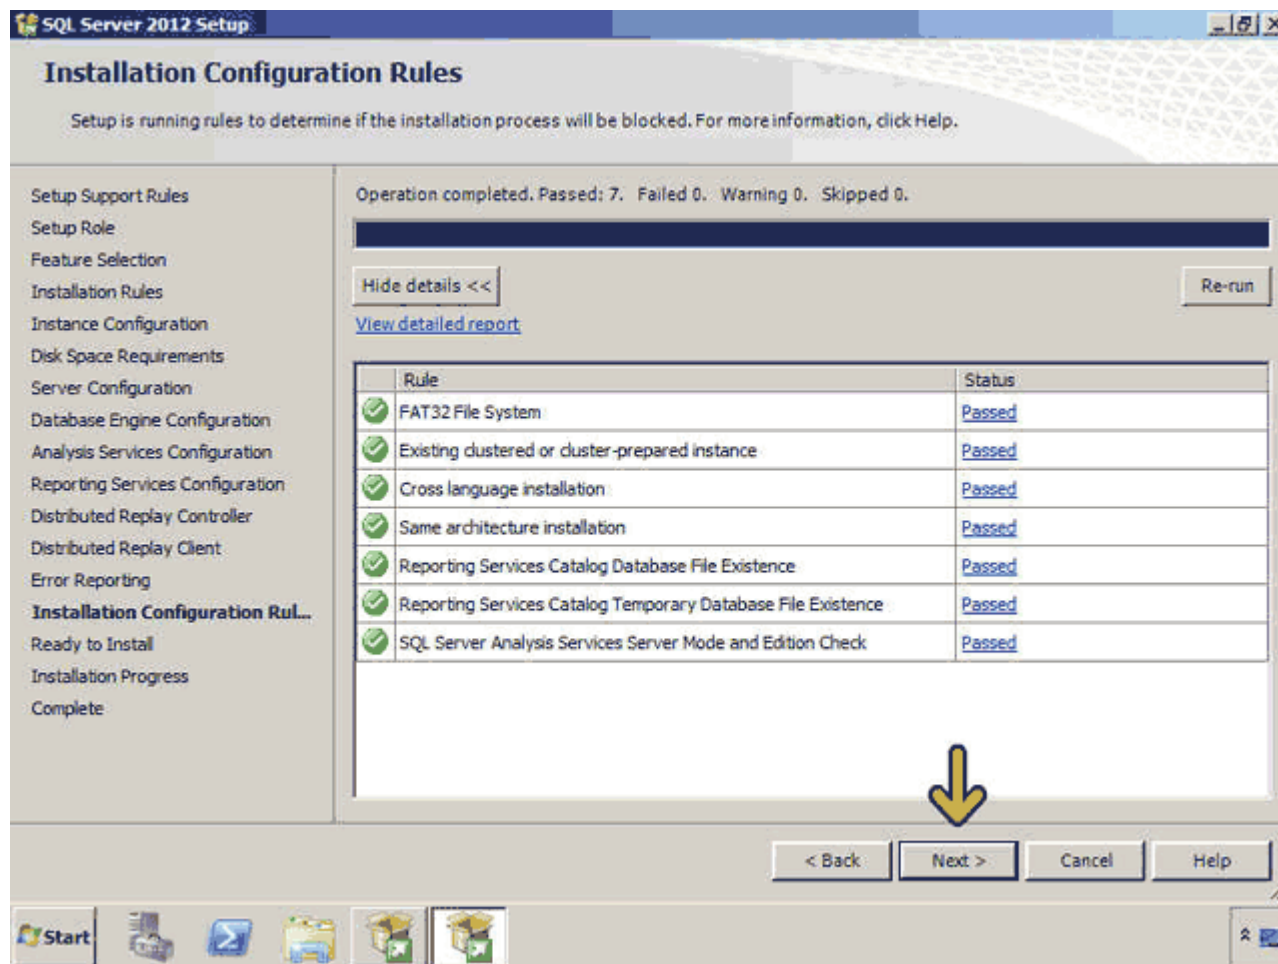 SQL Server 2012 Setup
Installation Configuration Rules
Setup is running rules to determine if the installation process will be blocked. For more information, click Help.
Setup Support Rules
Setup Role
Feature Selection
Installation Rules
Instance Configuration
Disk Space Requirements
Server Configuration
Database Engine Configuration
Analysis Services Configuration
Reporting Services Configuration
Distributed Replay Controller
Distributed Replay Client
Error Reporting
Installation Configuration Rul...
Ready to Install
Installation Progress
Complete
Operation completed. Passed: 7. Failed 0. Warning 0. Skipped 0.
Hide details <<
Re-run
View detailed report
Rule Status
FAT32 File System Passed
Existing clustered or cluster-prepared instance Passed
Cross language installation Passed
Same architecture installation Passed
Reporting Services Catalog Database File Existence Passed
Reporting Services Catalog Temporary Database File Existence Passed
SQL Server Analysis Services Server Mode and Edition Check Passed
< Back Next > Cancel Help
Start